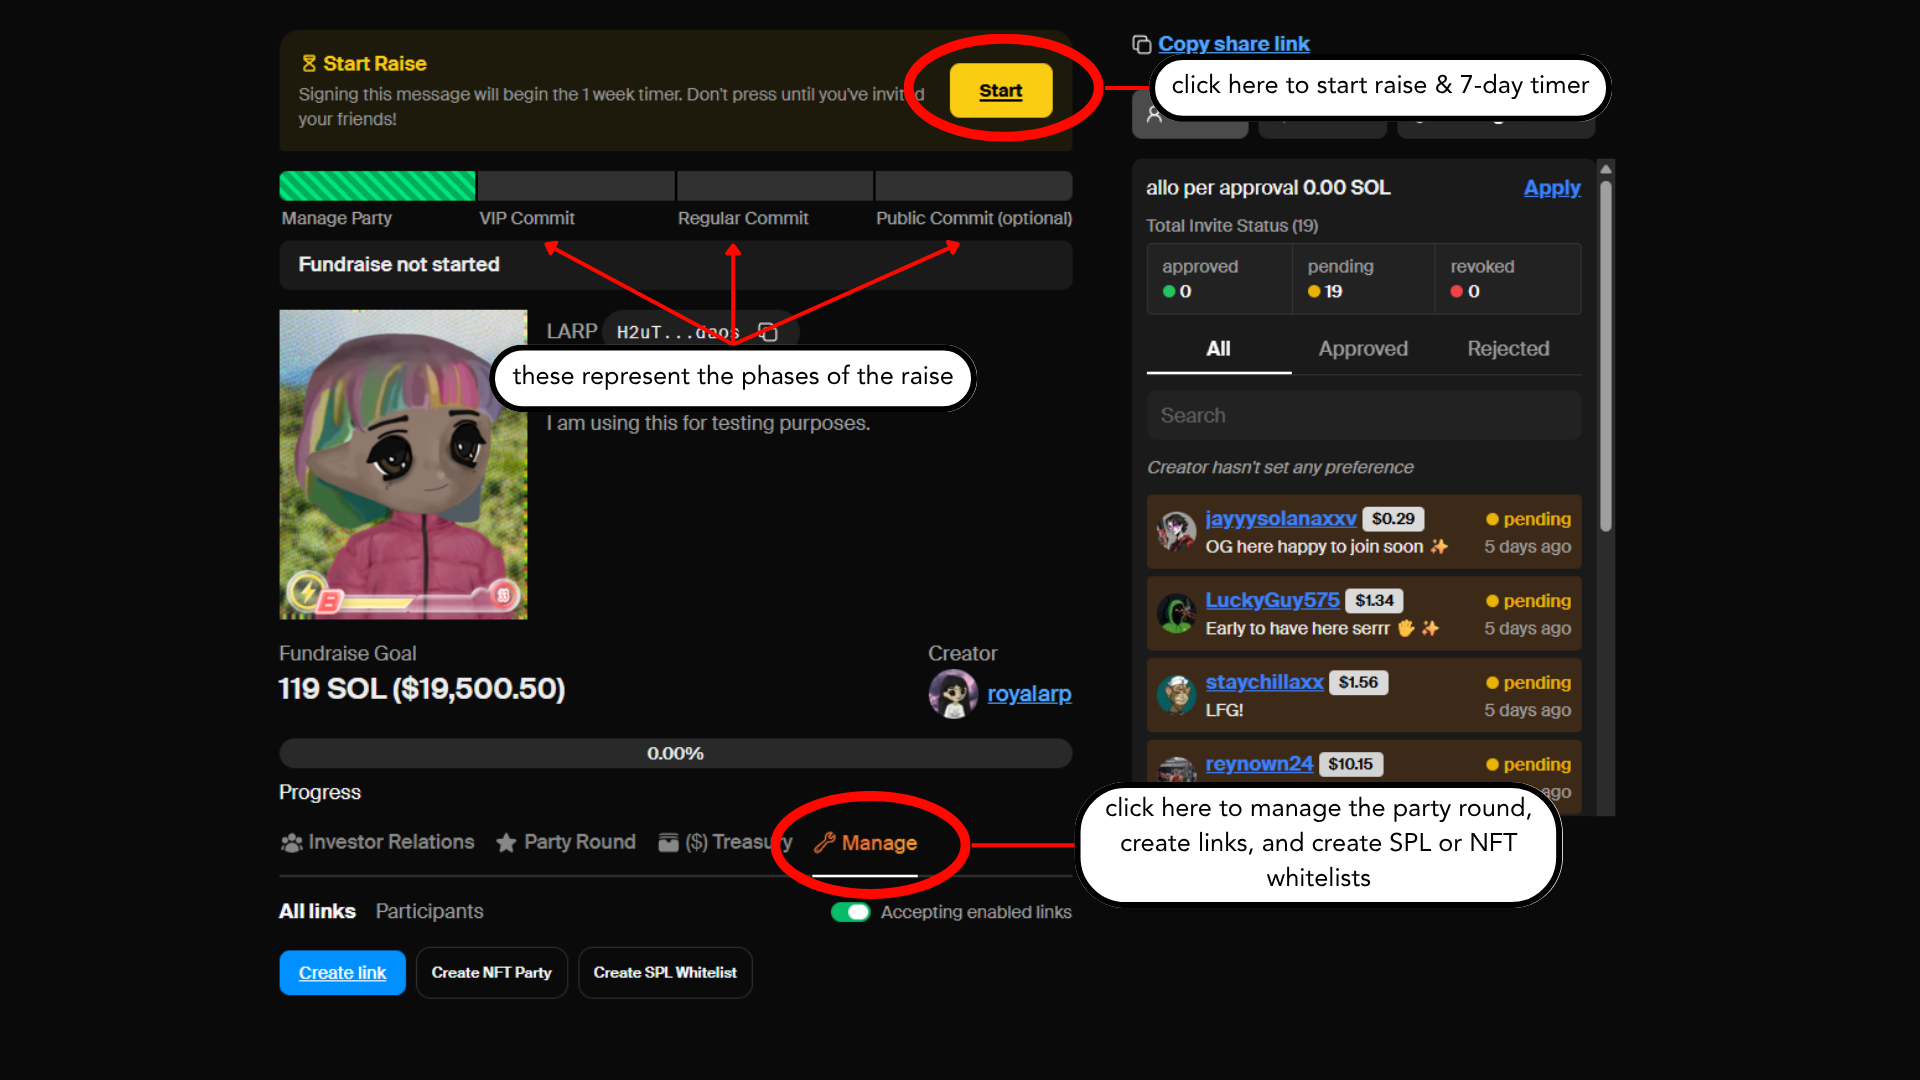 Start Raise
Signing this message will begin the 1 week timer. Don't press until you've invited
your friends!
Start
Manage Party
VIP Commit
Regular Commit
Public Commit (optional)
Fundraise not started
LARP H2uT...daos
these represent the phases of the raise
I am using this for testing purposes.
B
Fundraise Goal
119 SOL ($19,500.50)
Creator
royalarp
0.00%
Progress
Investor Relations
Party Round
($) Treasury
Manage
All links
Participants
Accepting enabled links
Create link
Create NFT Party
Create SPL Whitelist
Copy share link
click here to start raise & 7-day timer
allo per approval 0.00 SOL
Apply
Total Invite Status (19)
approved
0
pending
19
revoked
0
All
Approved
Rejected
Search
Creator hasn't set any preference
jayyysolanaxxv $0.29
pending
OG here happy to join soon ✨
5 days ago
LuckyGuy575 $1.34
pending
Early to have here serrr 🖐 ✨
5 days ago
staychillaxx $1.56
pending
LFG!
5 days ago
reynown24 $10.15
pending
ago
click here to manage the party round,
create links, and create SPL or NFT
whitelists